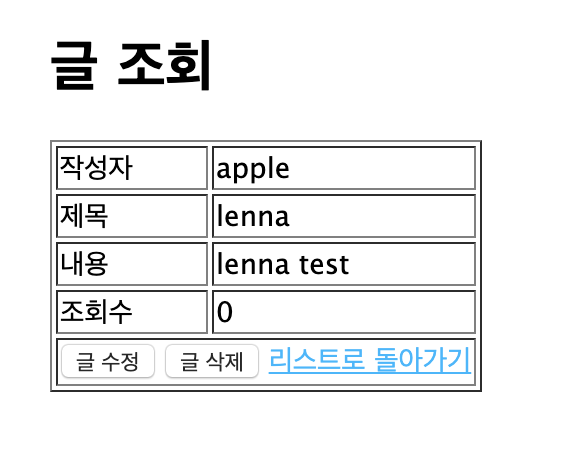 글 조회
작성자 apple
제목 lenna
내용 lenna test
조회수 0
글 수정 글 삭제 리스트로 돌아가기